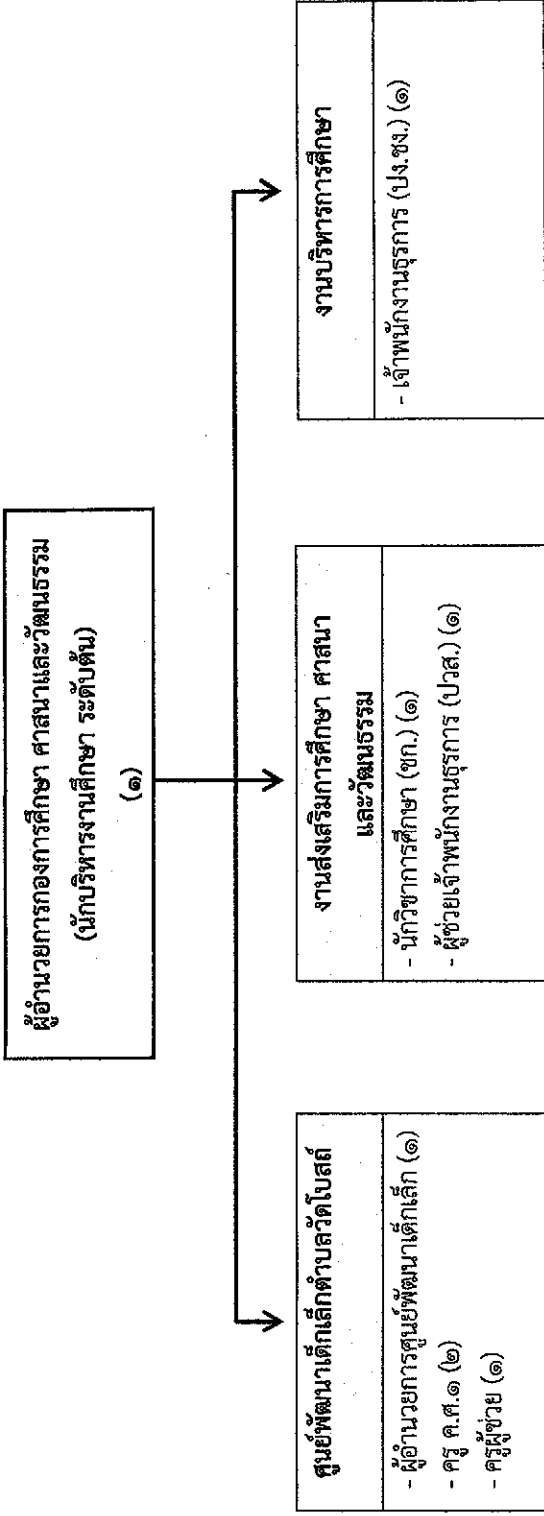 ผู้อำนวยการกองการศึกษา ศาสนาและวัฒนธรรม
(นักบริหารงานศึกษา ระดับต้น)
(๑)
ศูนย์พัฒนาเด็กเล็กตำบลวัดโบสถ์
- ผู้อำนวยการศูนย์พัฒนาเด็กเล็ก (๑)
- ครู ค.ศ.๑ (๒)
- ครูผู้ช่วย (๑)
งานส่งเสริมการศึกษา ศาสนา
และวัฒนธรรม
- นักวิชาการศึกษา (ชก.) (๑)
- ผู้ช่วยเจ้าพนักงานธุรการ (ปวส.) (๑)
งานบริหารการศึกษา
- เจ้าพนักงานธุรการ (ปง.ชง.) (๑)